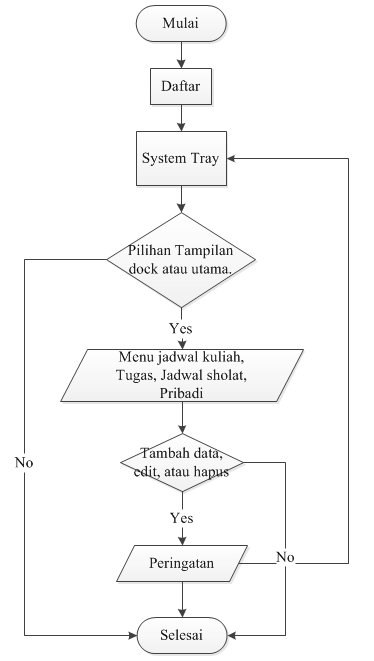 Mulai
Daftar
System Tray
Pilihan Tampilan
dock atau utama.
Yes
Menu jadwal kuliah,
Tugas, Jadwal sholat,
Pribadi
Tambah data,
edit, atau hapus
No
Yes
Peringatan
No
Selesai